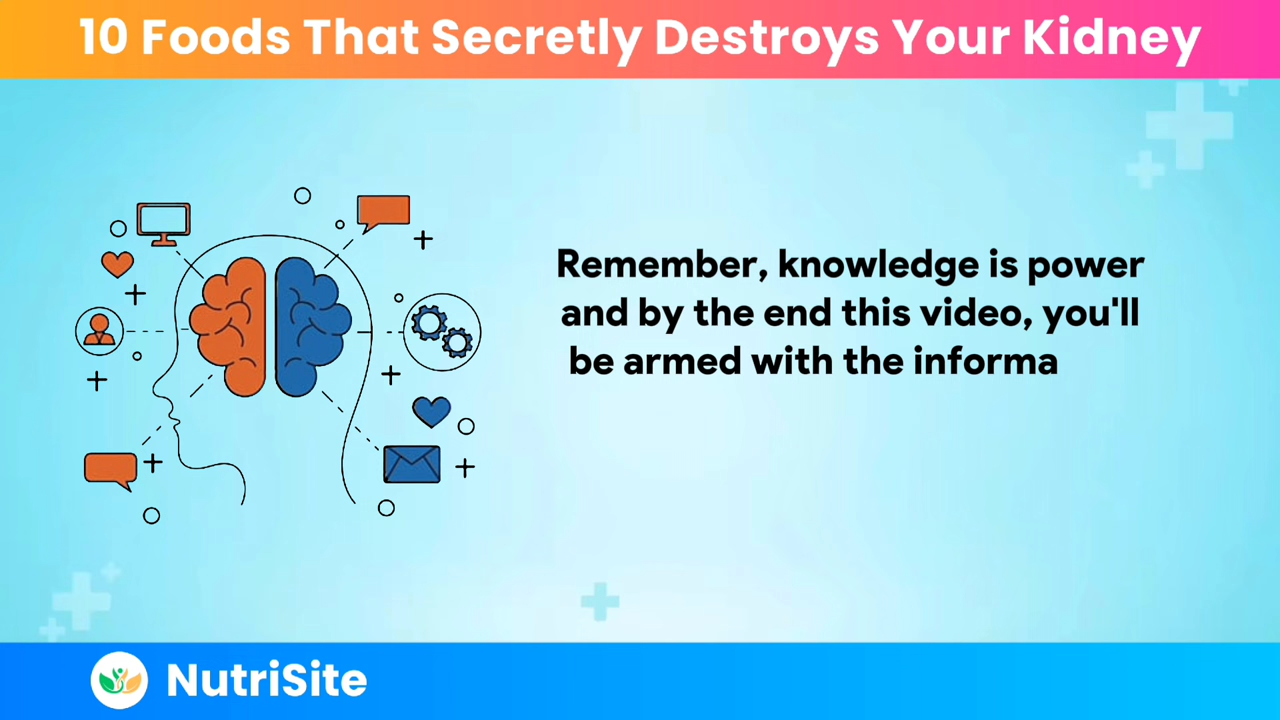 10 Foods That Secretly Destroys Your Kidney
Remember, knowledge is power
and by the end this video, you'll
be armed with the informa
NutriSite